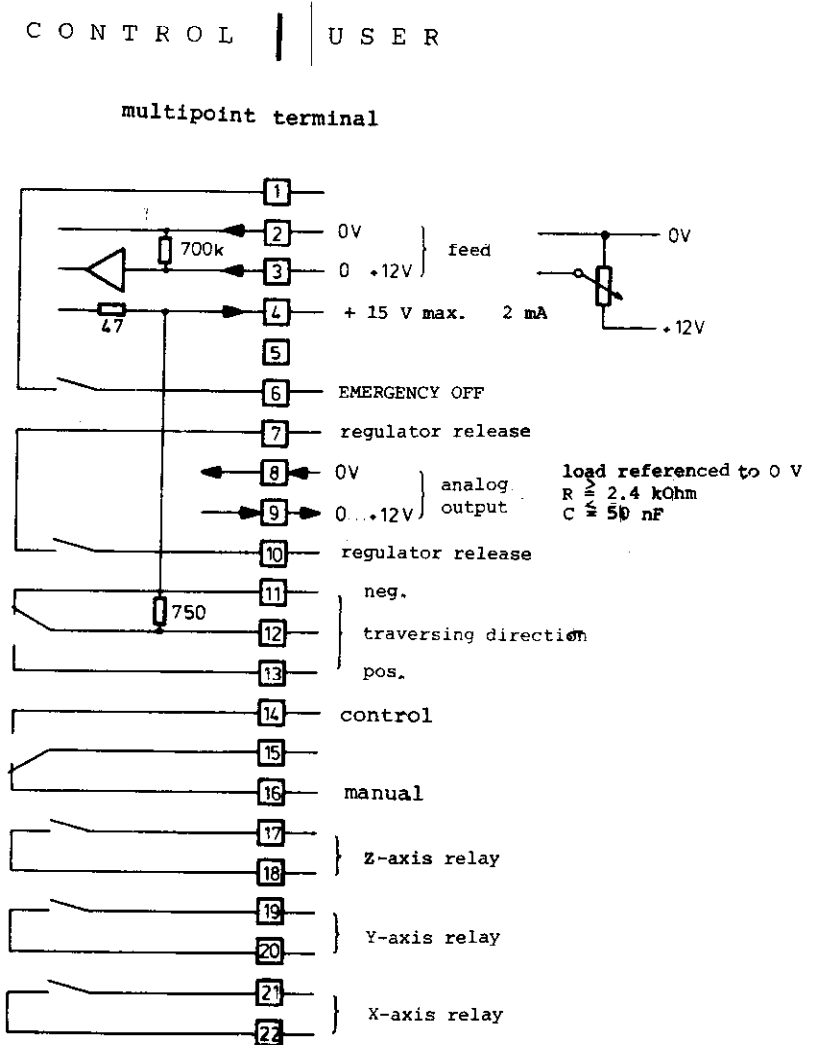 CONTROL USER
multipoint terminal
1
2 0V
700k
feed 0V
3 0 +12V
4 + 15 V max. 2 mA
47
+12V
5
6 EMERGENCY OFF
7 regulator release
8 0V
analog output
load referenced to 0 V
R ≧ 2.4 kOhm
9 0...+12V
C ≦ 50 nF
10 regulator release
11 neg.
750
12 traversing direction
13 pos.
14 control
15
16 manual
17
Z-axis relay
18
19
Y-axis relay
20
21
X-axis relay
22